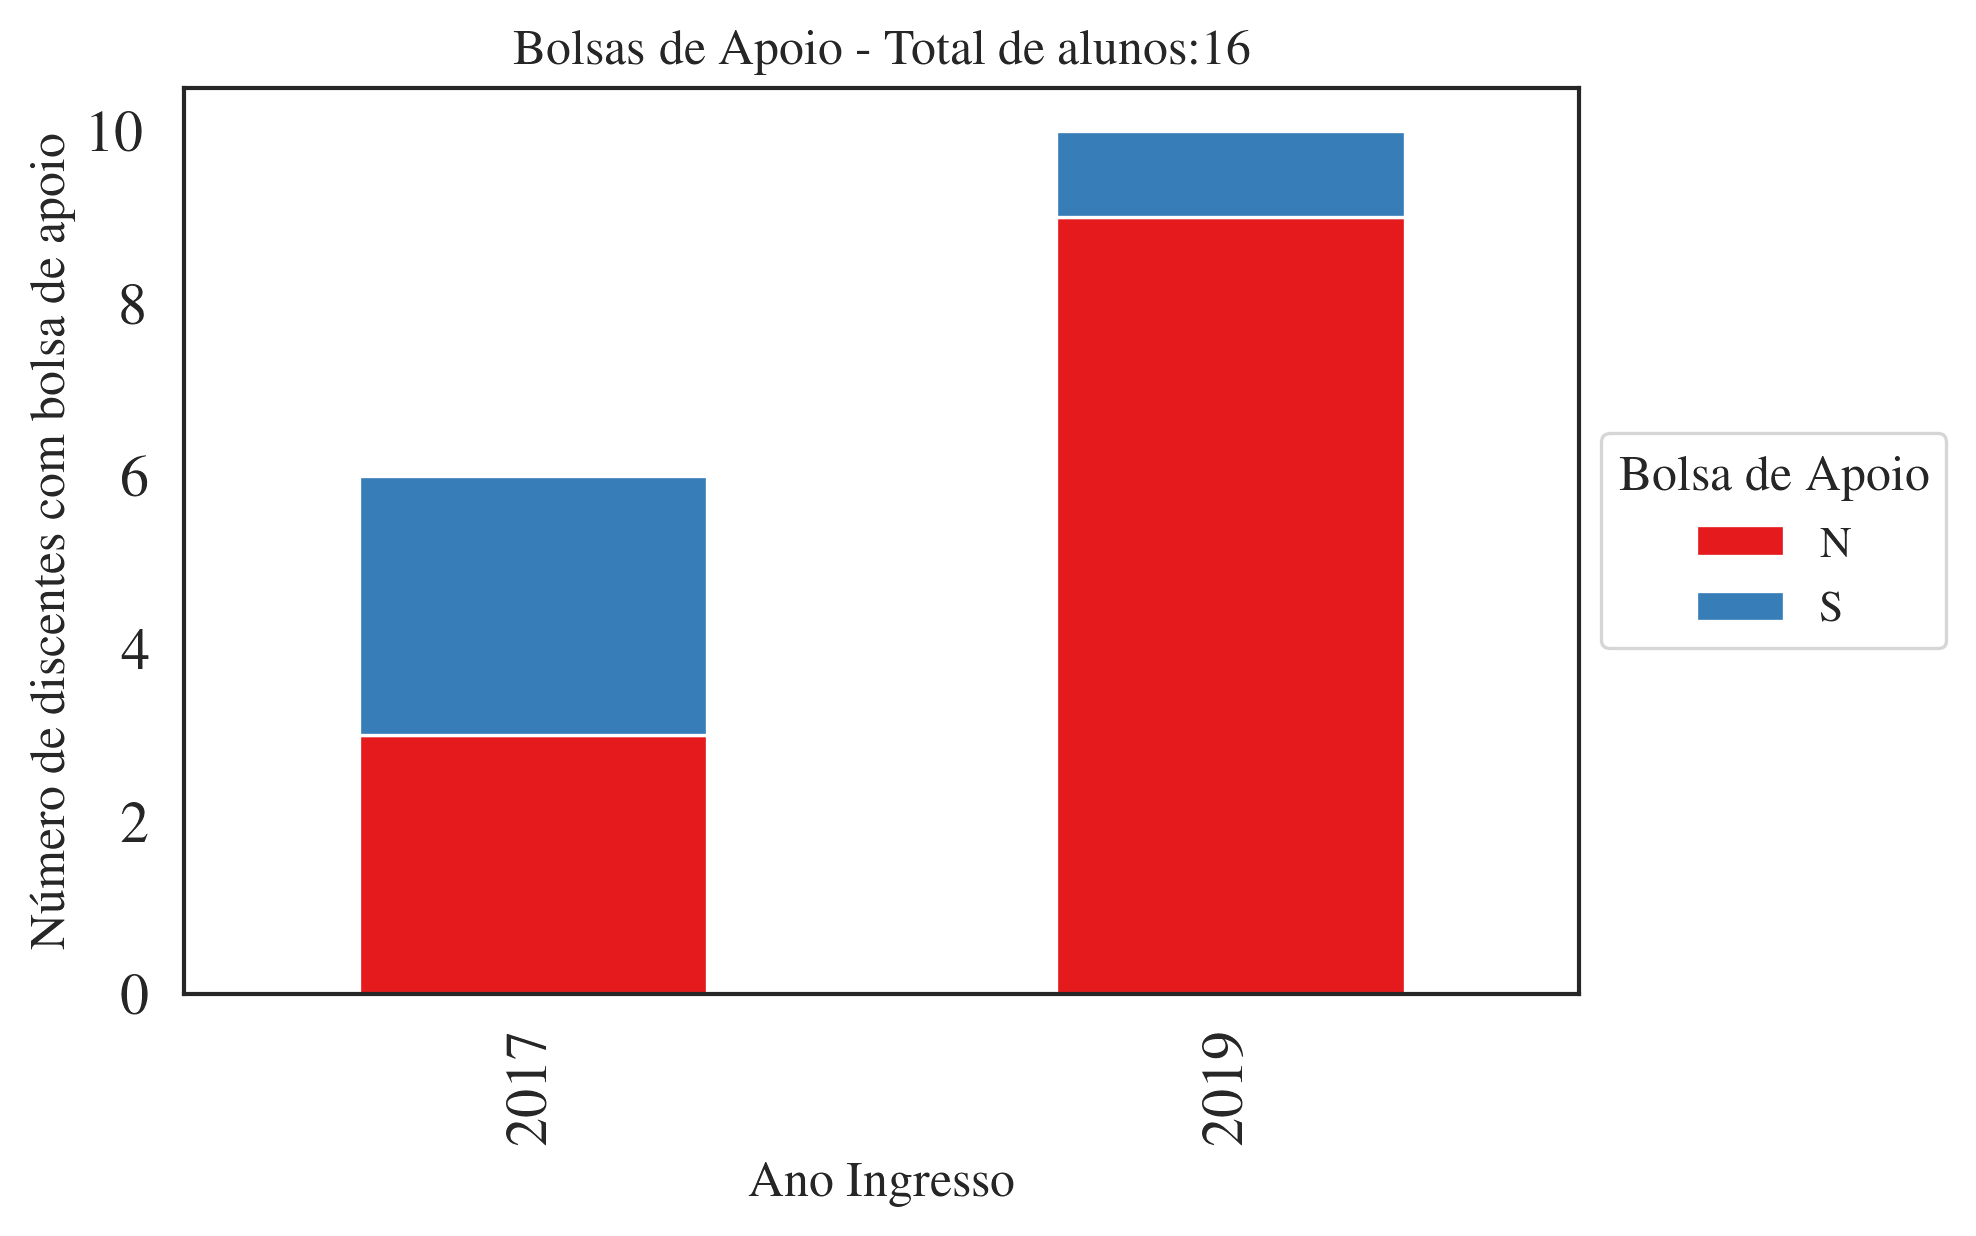 Bolsas de Apoio - Total de alunos:16
Número de discentes com bolsa de apoio
10
8
6
4
2
0
2017
2019
Ano Ingresso
Bolsa de Apoio
N
S